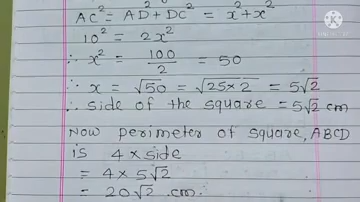 AC² = AD² + DC² = x² + x²
10² = 2x²
∴ x² = 100/2 = 50
∴ x = √50 = √25×2 = 5√2
∴ side of the square = 5√2 cm
Now perimeter of square, ABCD
is 4 × side
= 4 × 5√2
= 20√2 cm.